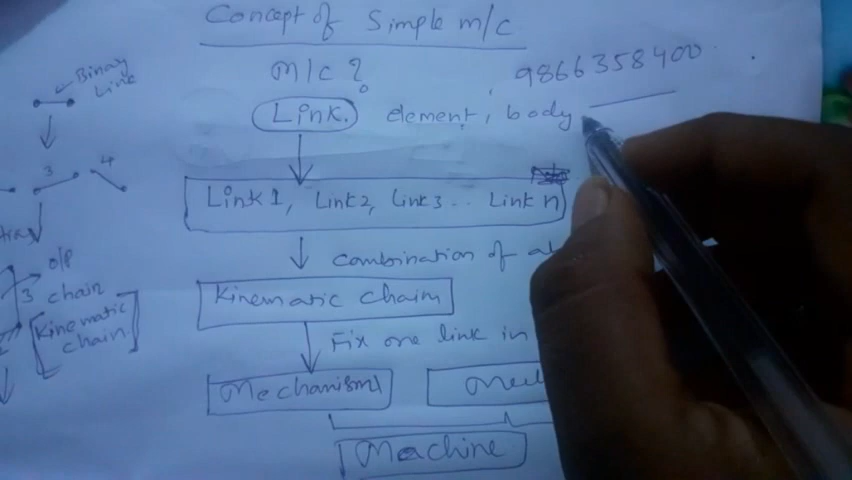 Concept of Simple m/c
M/C ?
9866358400
Link. element, body
Binary Link
3 4
Link 1, Link 2, Link 3 .. Link n
combination of
Kinematic chain
o/p
3 chain
[Kinematic chain.]
Fix one link in
Mechanism 1
Machine